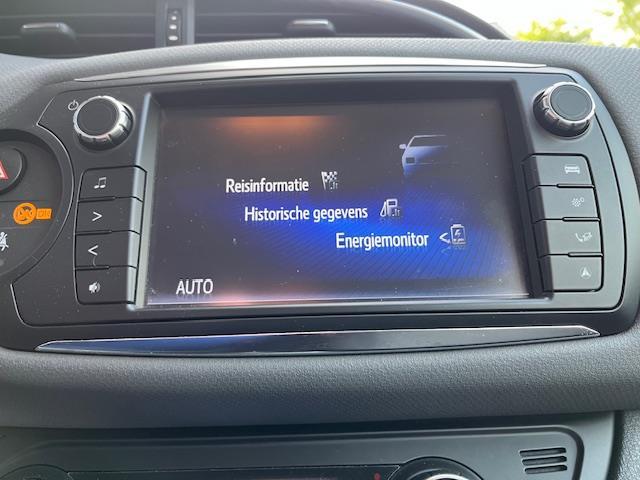 Reisinformatie
Historische gegevens
Energiemonitor
AUTO